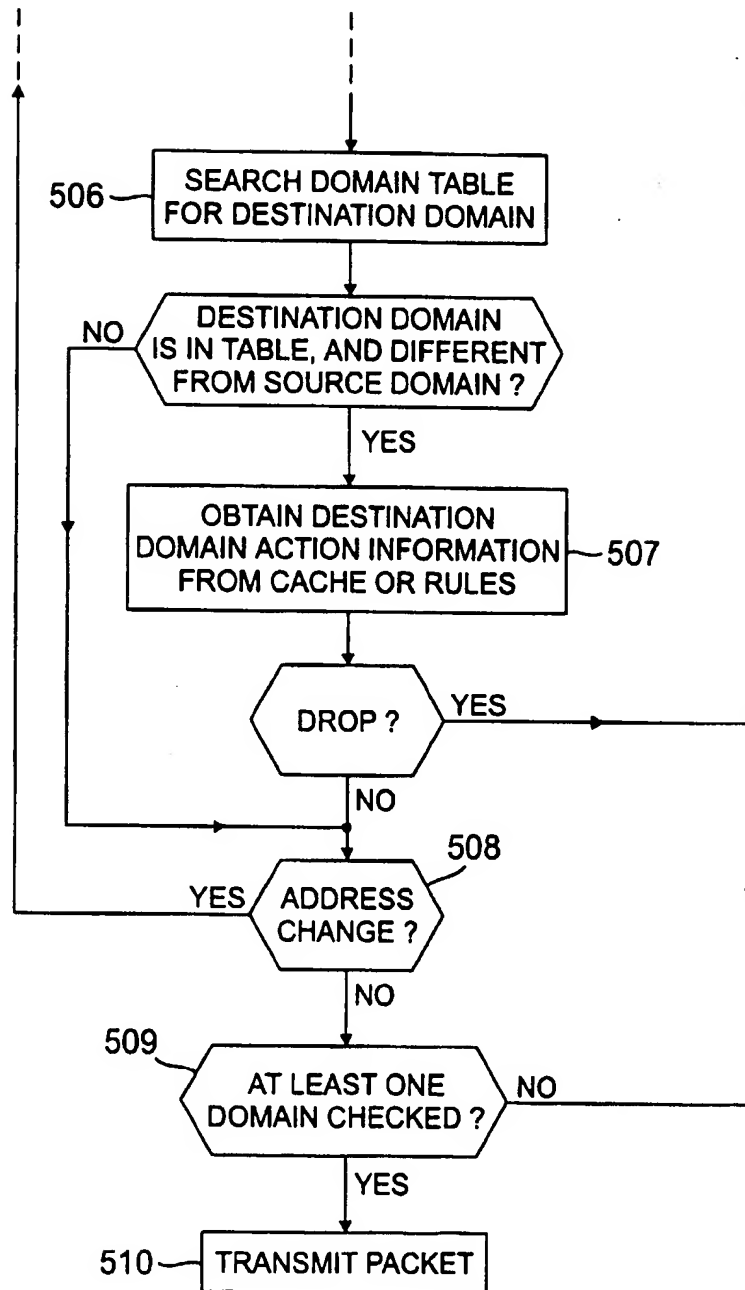 506
SEARCH DOMAIN TABLE
FOR DESTINATION DOMAIN
NO
DESTINATION DOMAIN
IS IN TABLE, AND DIFFERENT
FROM SOURCE DOMAIN ?
YES
OBTAIN DESTINATION
DOMAIN ACTION INFORMATION
FROM CACHE OR RULES
507
DROP ?
YES
NO
508
YES
ADDRESS
CHANGE ?
NO
509
AT LEAST ONE
DOMAIN CHECKED ?
NO
YES
510
TRANSMIT PACKET